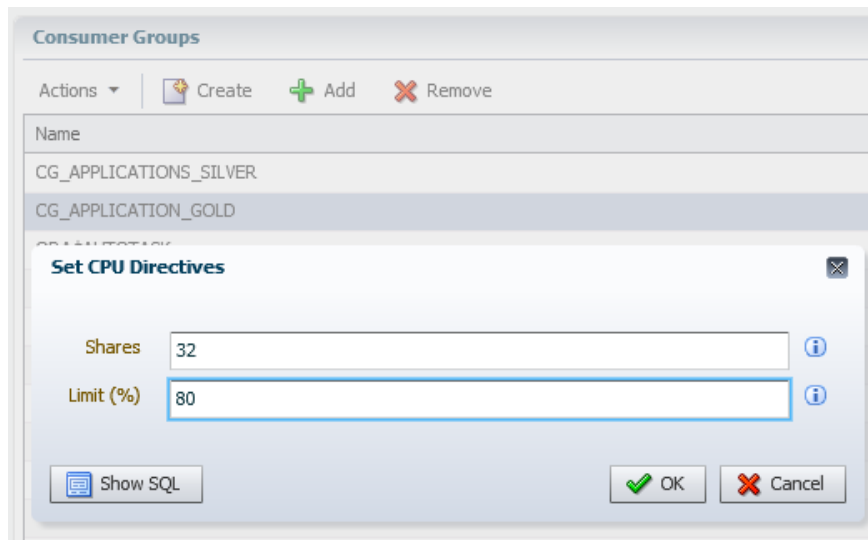 Consumer Groups
Actions Create Add Remove
Name
CG_APPLICATIONS_SILVER
CG_APPLICATION_GOLD
Set CPU Directives
Shares 32
Limit (%) 80
Show SQL OK Cancel